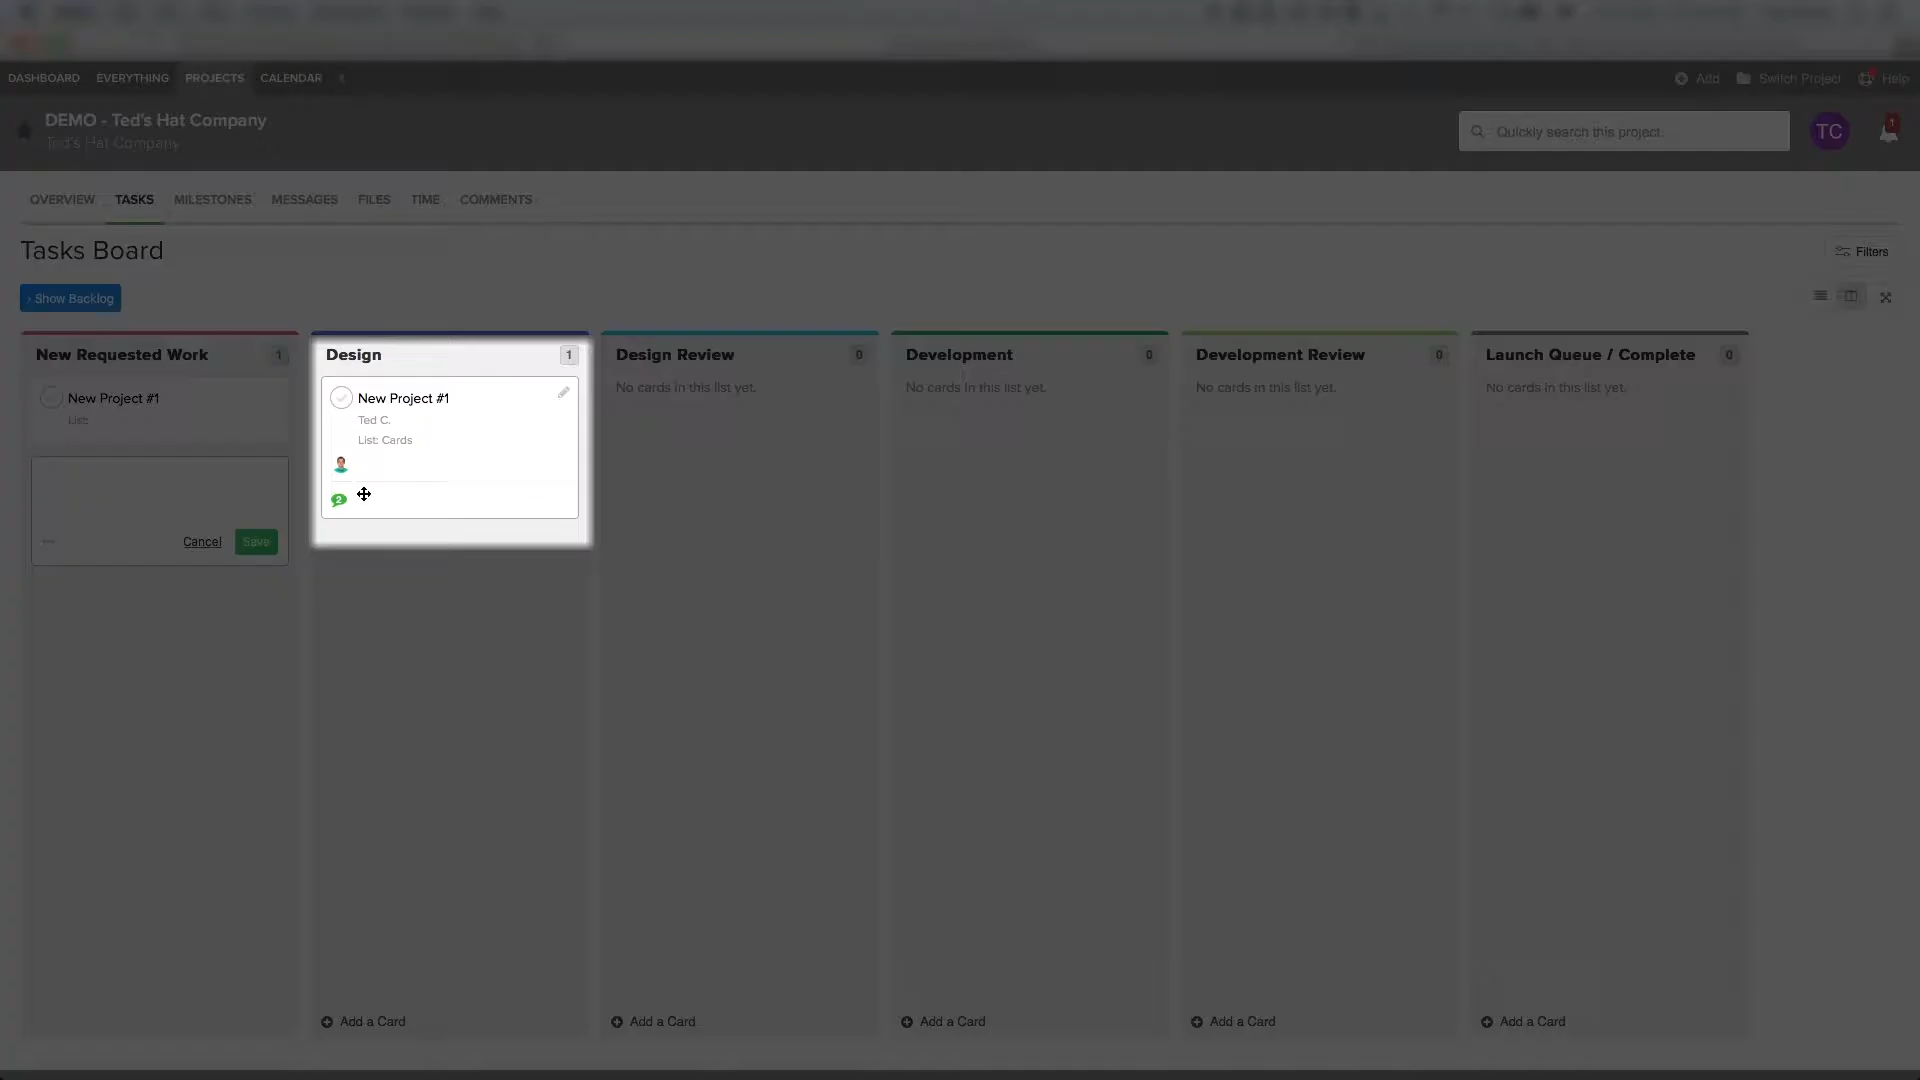 DASHBOARD EVERYTHING PROJECTS CALENDAR
Add Switch Project Help
DEMO - Ted's Hat Company
Ted's Hat Company
Quickly search this project.
TC
1
OVERVIEW TASKS MILESTONES MESSAGES FILES TIME COMMENTS
Tasks Board
Filters
› Show Backlog
New Requested Work 1
New Project #1
List:
Cancel Save
Design 1
New Project #1
Ted C.
List: Cards
2
Add a Card
Design Review 0
No cards in this list yet.
Add a Card
Development 0
No cards in this list yet.
Add a Card
Development Review 0
No cards in this list yet.
Add a Card
Launch Queue / Complete 0
No cards in this list yet.
Add a Card